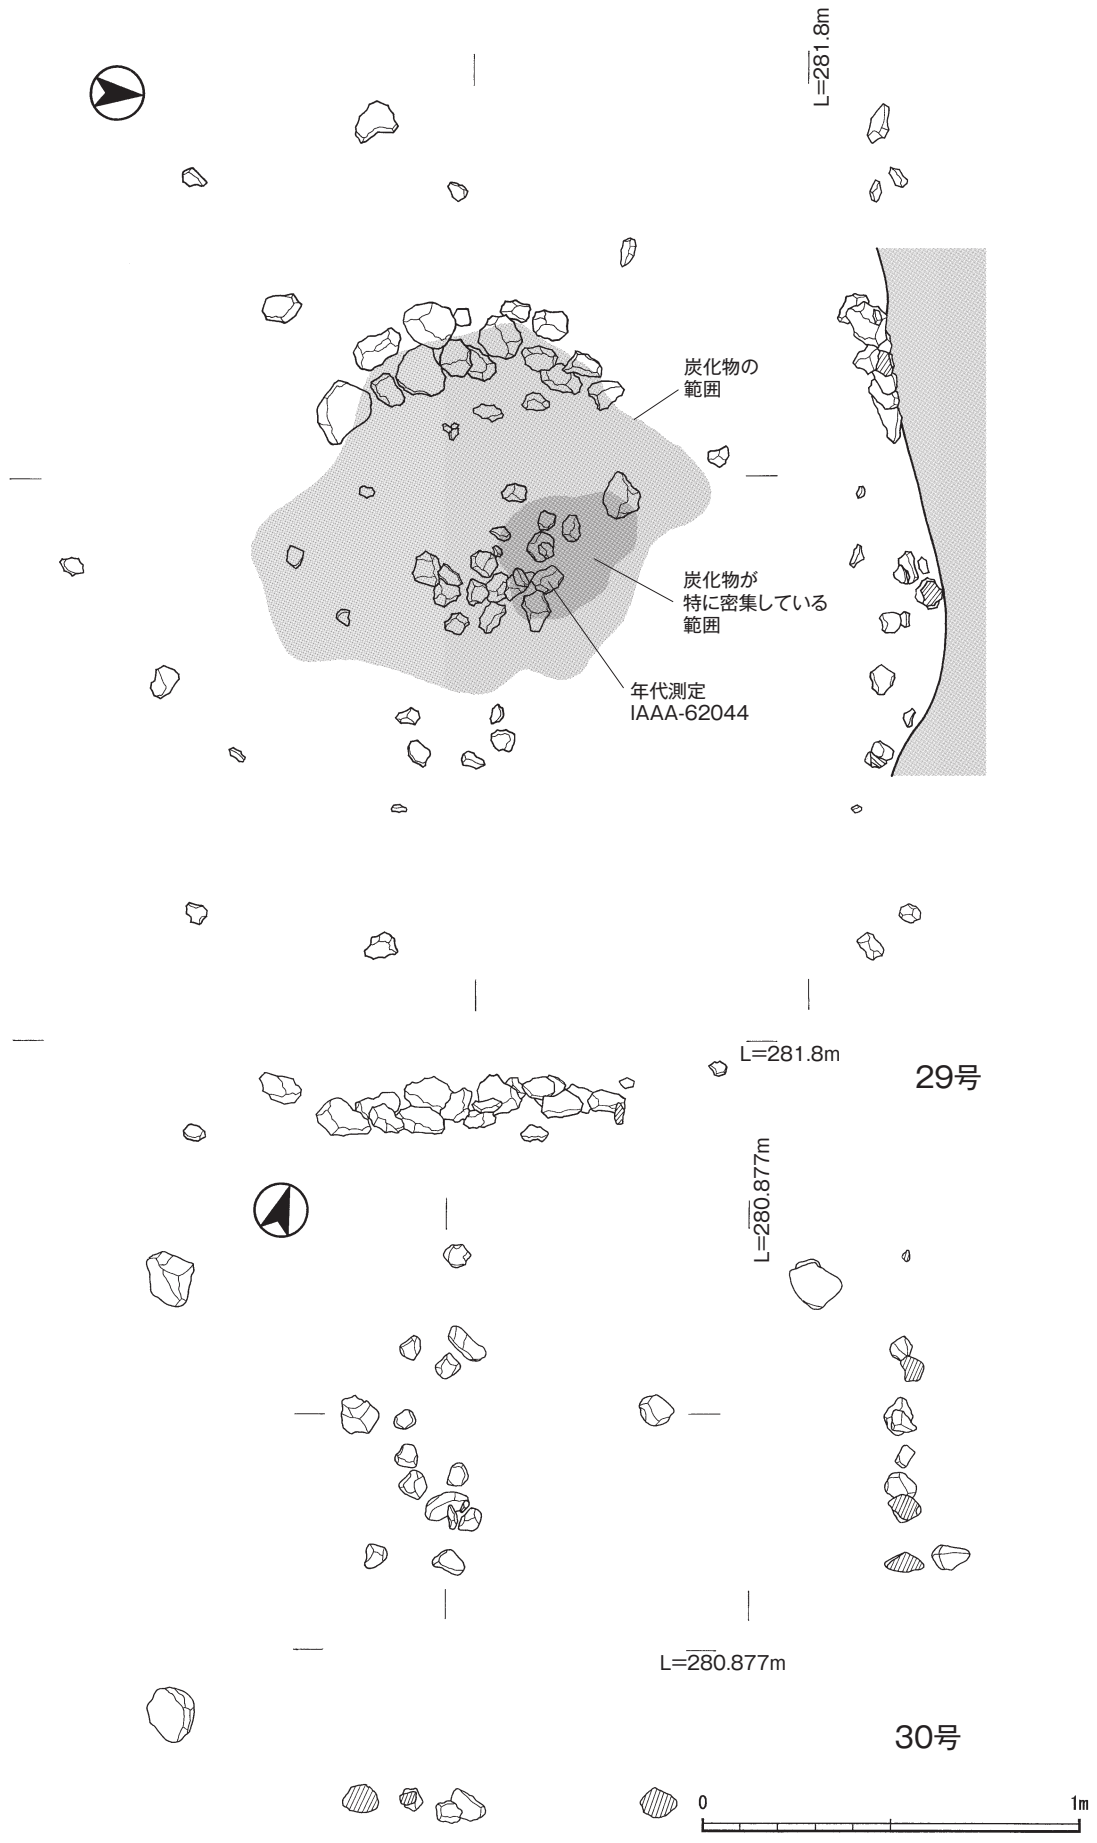 L=281.8m
炭化物の
範囲
炭化物が
特に密集している
範囲
年代測定
IAAA-62044
L=281.8m
29号
L=280.877m
L=280.877m
30号
0
1m